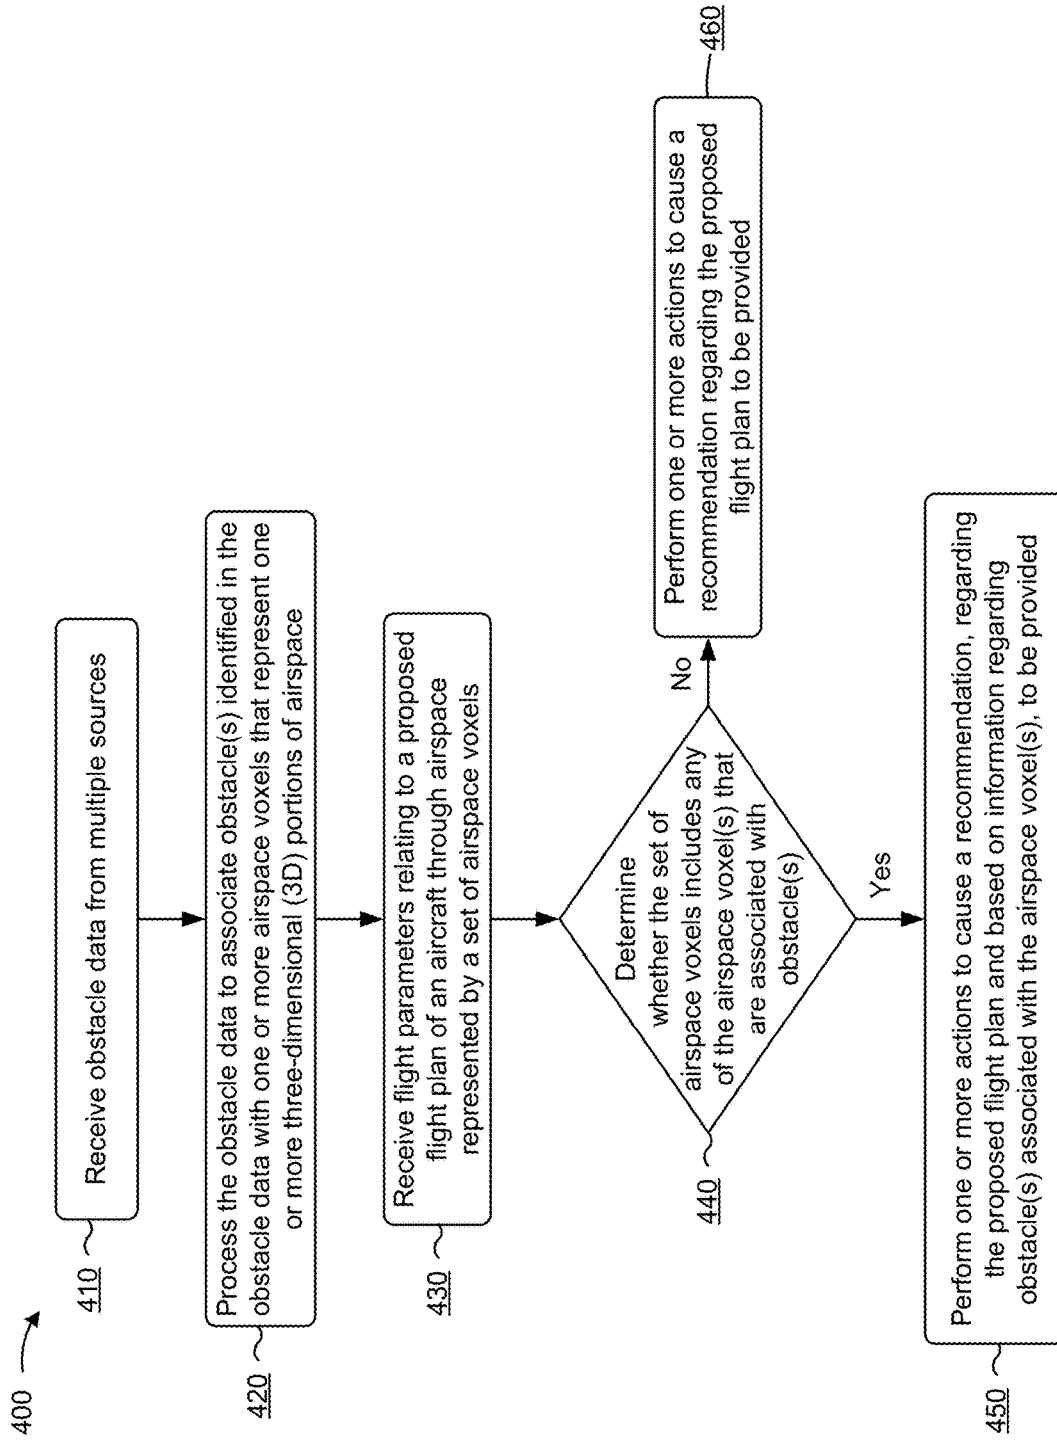 400
410
Receive obstacle data from multiple sources
420
Process the obstacle data to associate obstacle(s) identified in the
obstacle data with one or more airspace voxels that represent one
or more three-dimensional (3D) portions of airspace
430
Receive flight parameters relating to a proposed
flight plan of an aircraft through airspace
represented by a set of airspace voxels
440
Determine
whether the set of
airspace voxels includes any
of the airspace voxel(s) that
are associated with
obstacle(s)
No
460
Perform one or more actions to cause a
recommendation regarding the proposed
flight plan to be provided
Yes
450
Perform one or more actions to cause a recommendation, regarding
the proposed flight plan and based on information regarding
obstacle(s) associated with the airspace voxel(s), to be provided